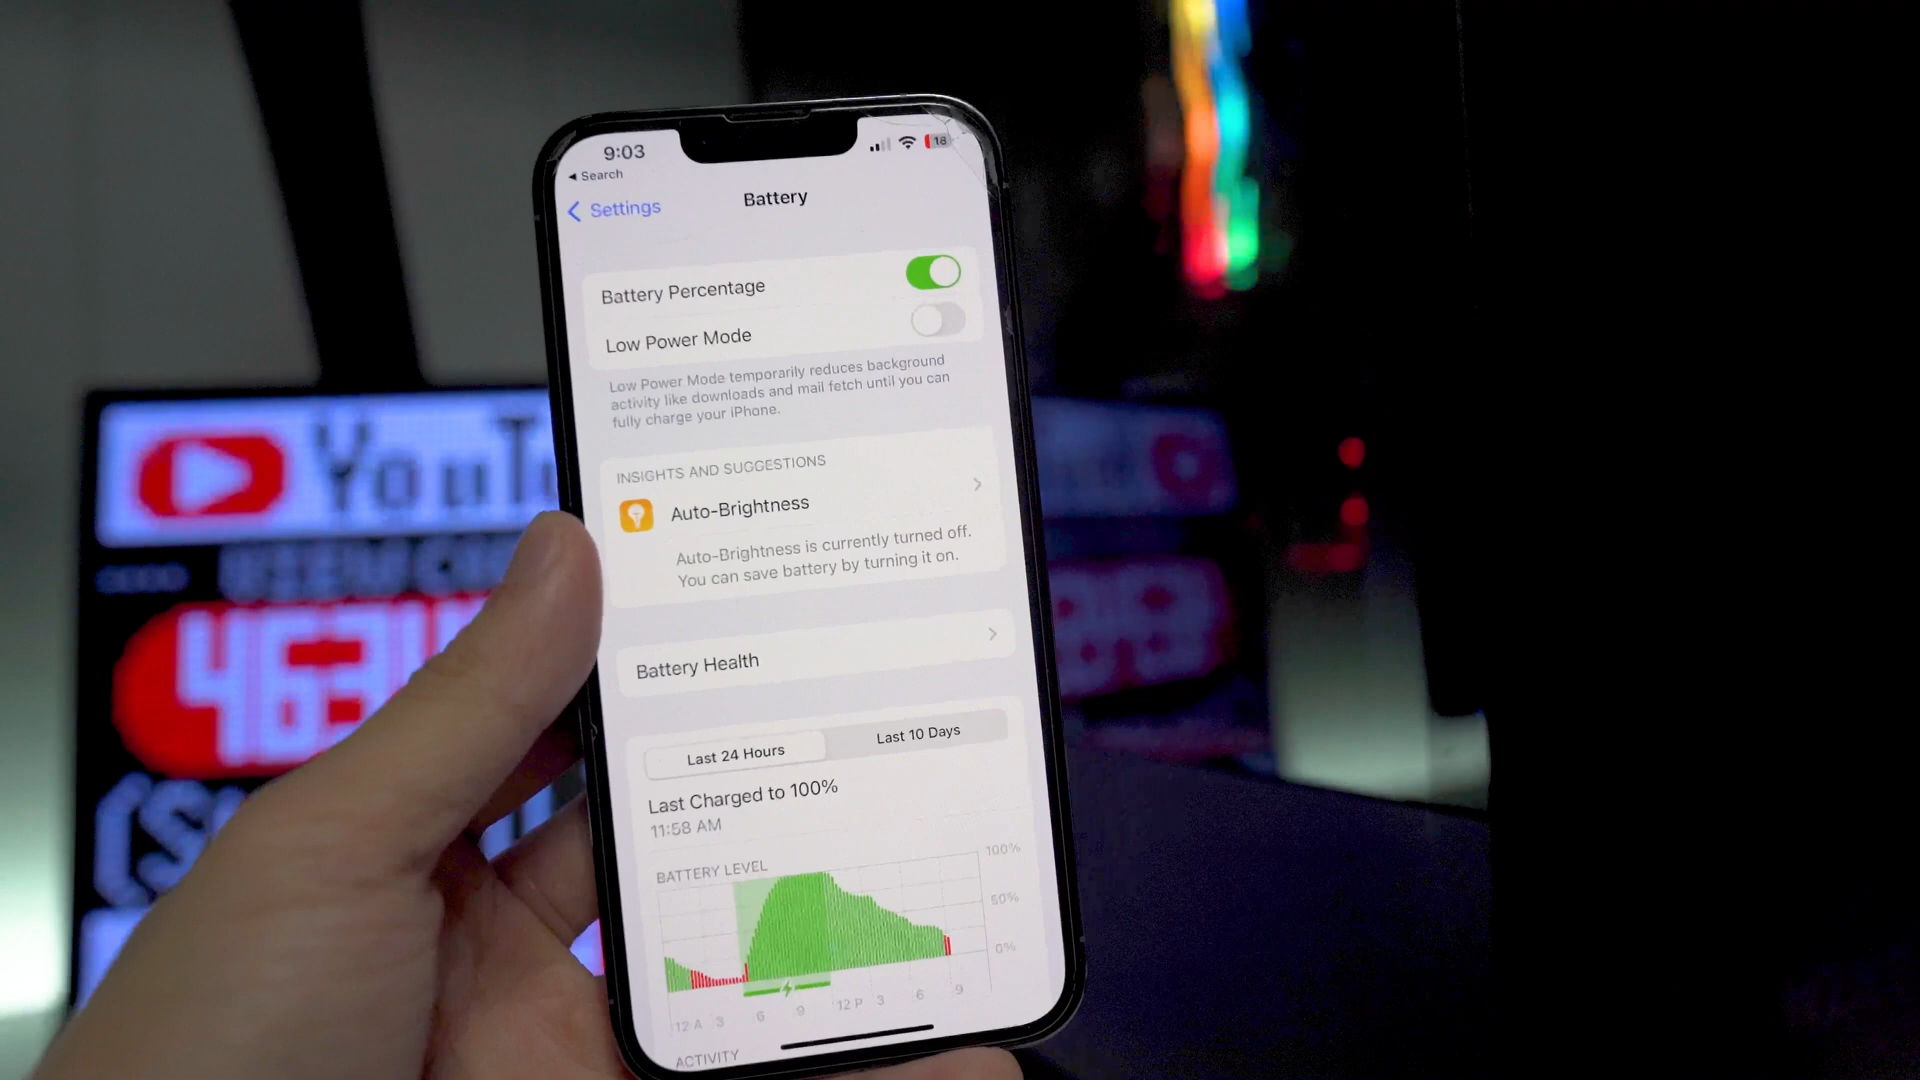 9:03
18
◀ Search
Settings
Battery
Battery Percentage
Low Power Mode
Low Power Mode temporarily reduces background
activity like downloads and mail fetch until you can
fully charge your iPhone.
INSIGHTS AND SUGGESTIONS
Auto-Brightness
Auto-Brightness is currently turned off.
You can save battery by turning it on.
Battery Health
Last 24 Hours
Last 10 Days
Last Charged to 100%
11:58 AM
BATTERY LEVEL
100%
50%
0%
12 A 3 6 9 12 P 3 6 9
ACTIVITY
YouTu
463